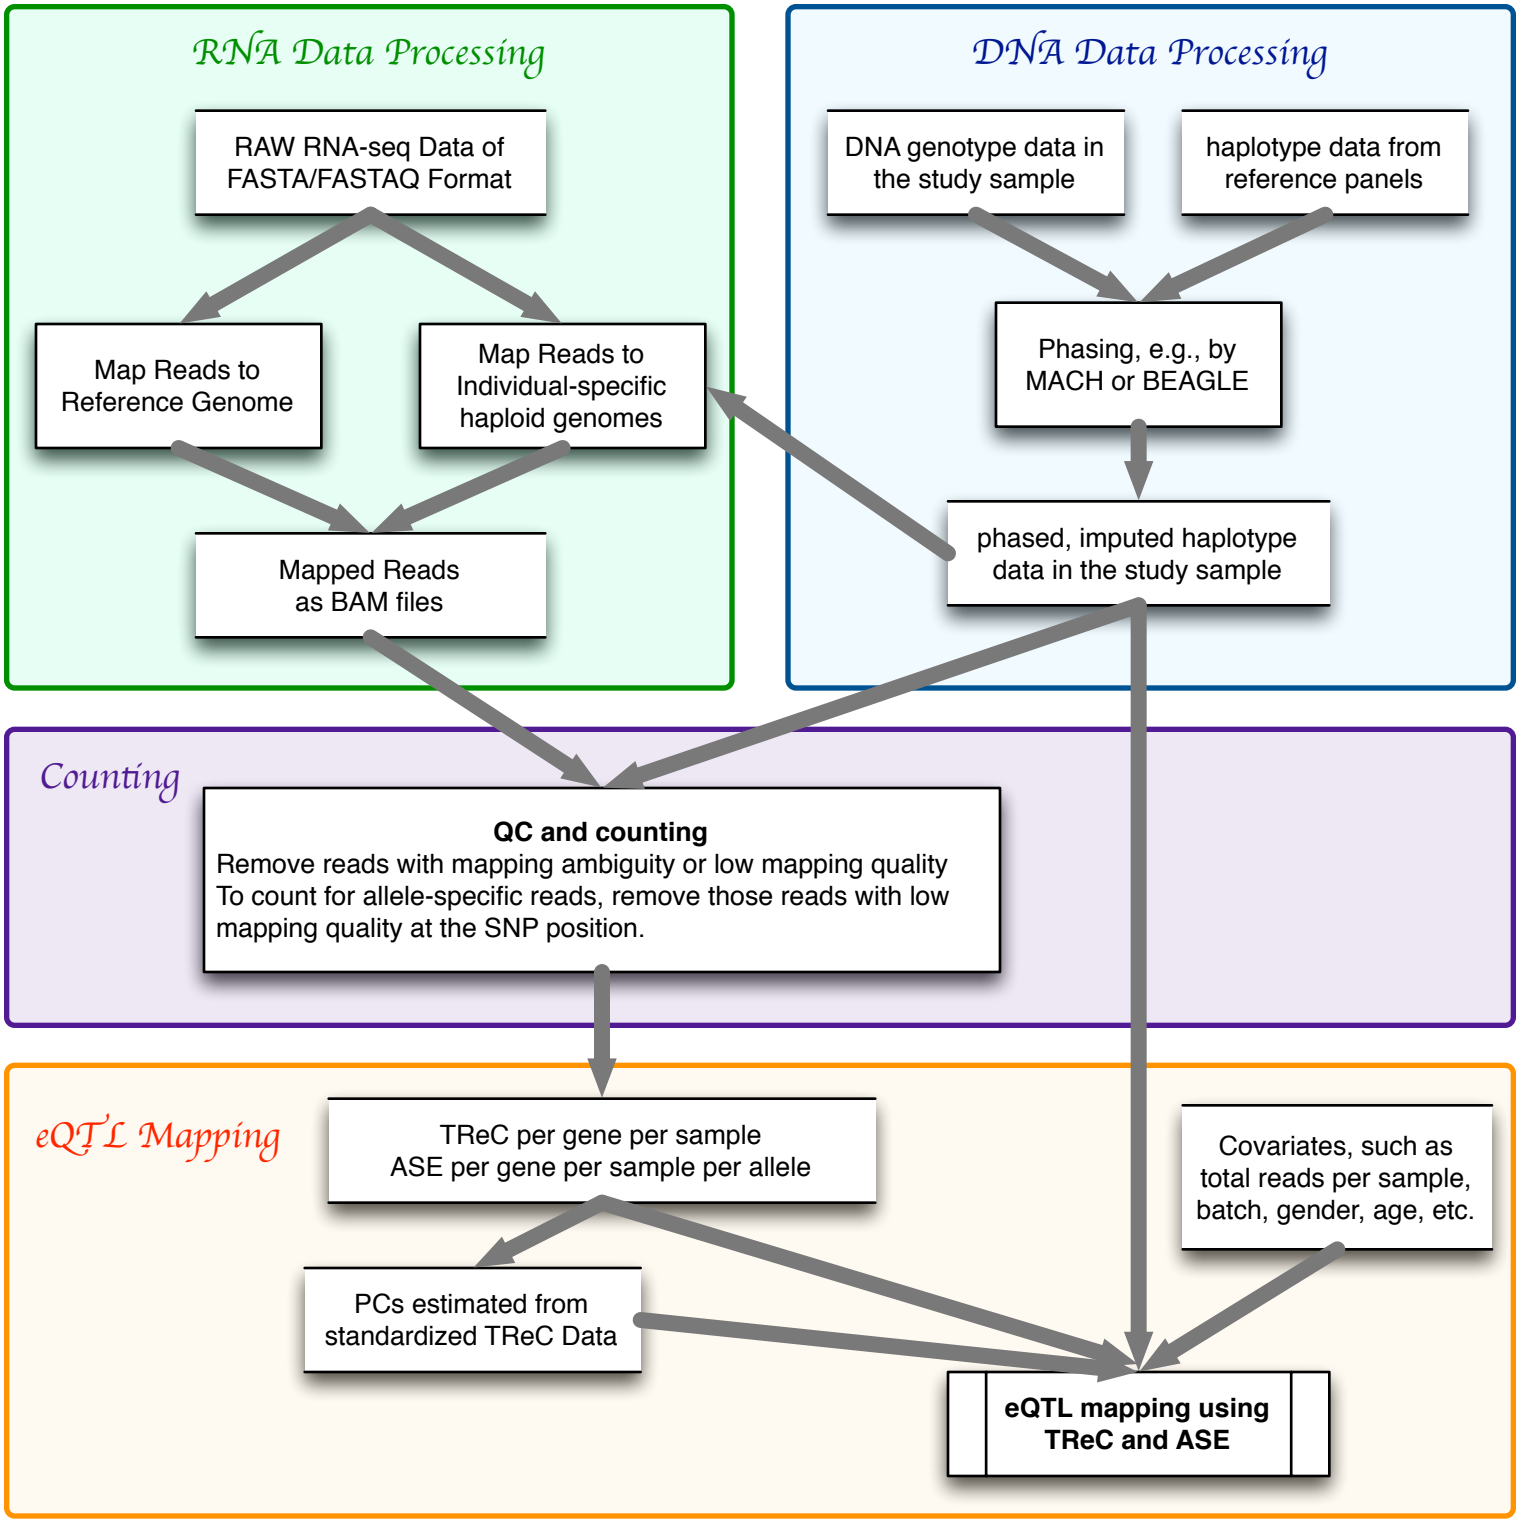 RNA Data Processing
RAW RNA-seq Data of
FASTA/FASTAQ Format
Map Reads to
Reference Genome
Map Reads to
Individual-specific
haploid genomes
Mapped Reads
as BAM files
DNA Data Processing
DNA genotype data in
the study sample
haplotype data from
reference panels
Phasing, e.g., by
MACH or BEAGLE
phased, imputed haplotype
data in the study sample
Counting
QC and counting
Remove reads with mapping ambiguity or low mapping quality
To count for allele-specific reads, remove those reads with low
mapping quality at the SNP position.
eQTL Mapping
TReC per gene per sample
ASE per gene per sample per allele
Covariates, such as
total reads per sample,
batch, gender, age, etc.
PCs estimated from
standardized TReC Data
eQTL mapping using
TReC and ASE